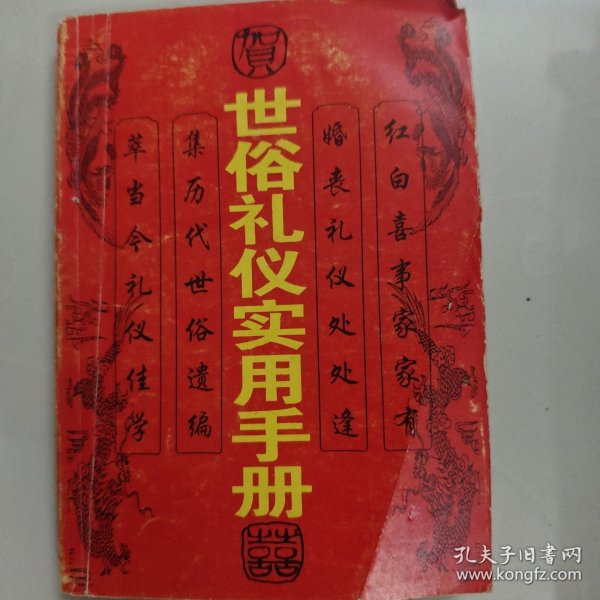 賀
世俗礼仪实用手册
囍
红白喜事家家有
婚丧礼仪处处逢
集历代世俗遗编
萃当今礼仪佳学
孔夫子旧书网
www.kongfz.com